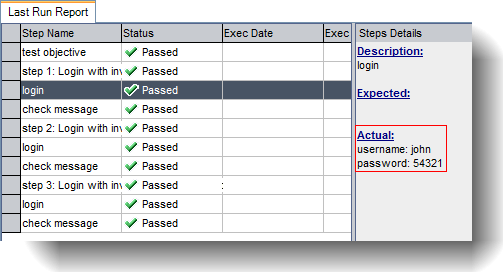 Last Run Report
Step Name Status Exec Date Exec
test objective Passed
step 1: Login with inv Passed
login Passed
check message Passed
step 2: Login with inv Passed
login Passed
check message Passed
step 3: Login with inv Passed :
login Passed
check message Passed
Steps Details
Description:
login
Expected:
Actual:
username: john
password: 54321